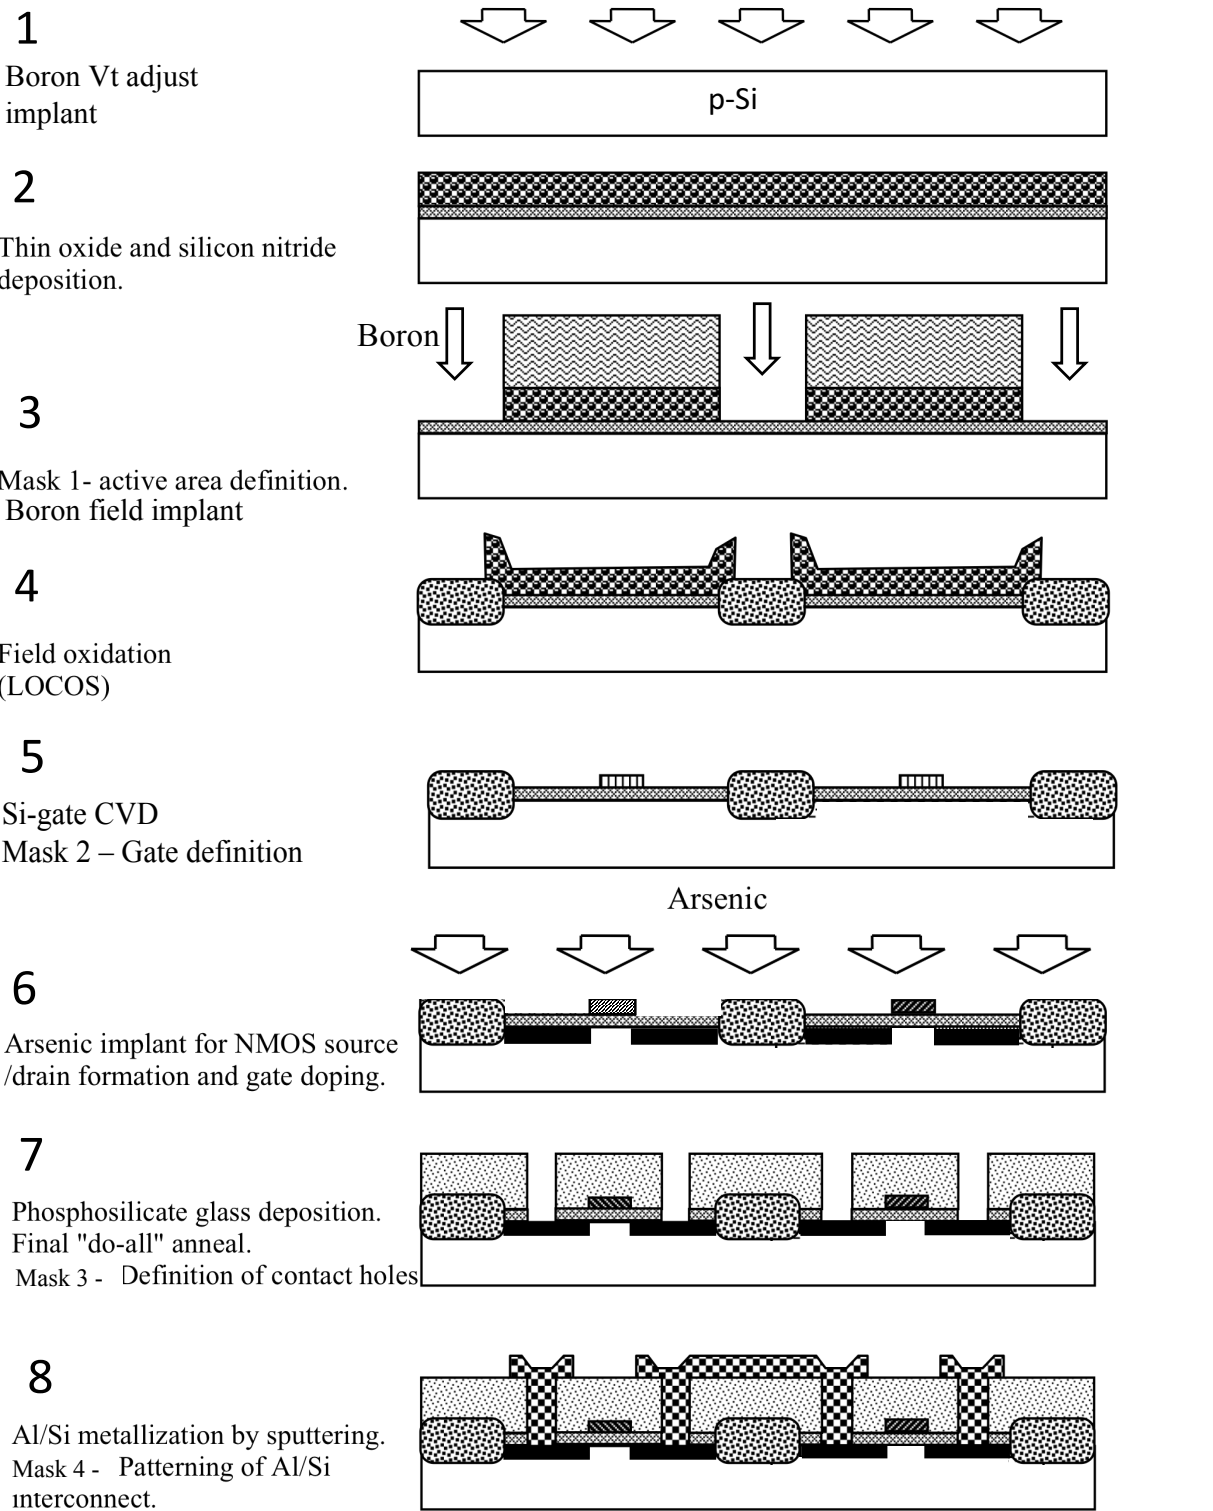 1
Boron Vt adjust
implant
p-Si
2
Thin oxide and silicon nitride
deposition.
Boron
3
Mask 1- active area definition.
Boron field implant
4
Field oxidation
(LOCOS)
5
Si-gate CVD
Mask 2 – Gate definition
Arsenic
6
Arsenic implant for NMOS source
/drain formation and gate doping.
7
Phosphosilicate glass deposition.
Final "do-all" anneal.
Mask 3 - Definition of contact holes
8
Al/Si metallization by sputtering.
Mask 4 - Patterning of Al/Si
interconnect.